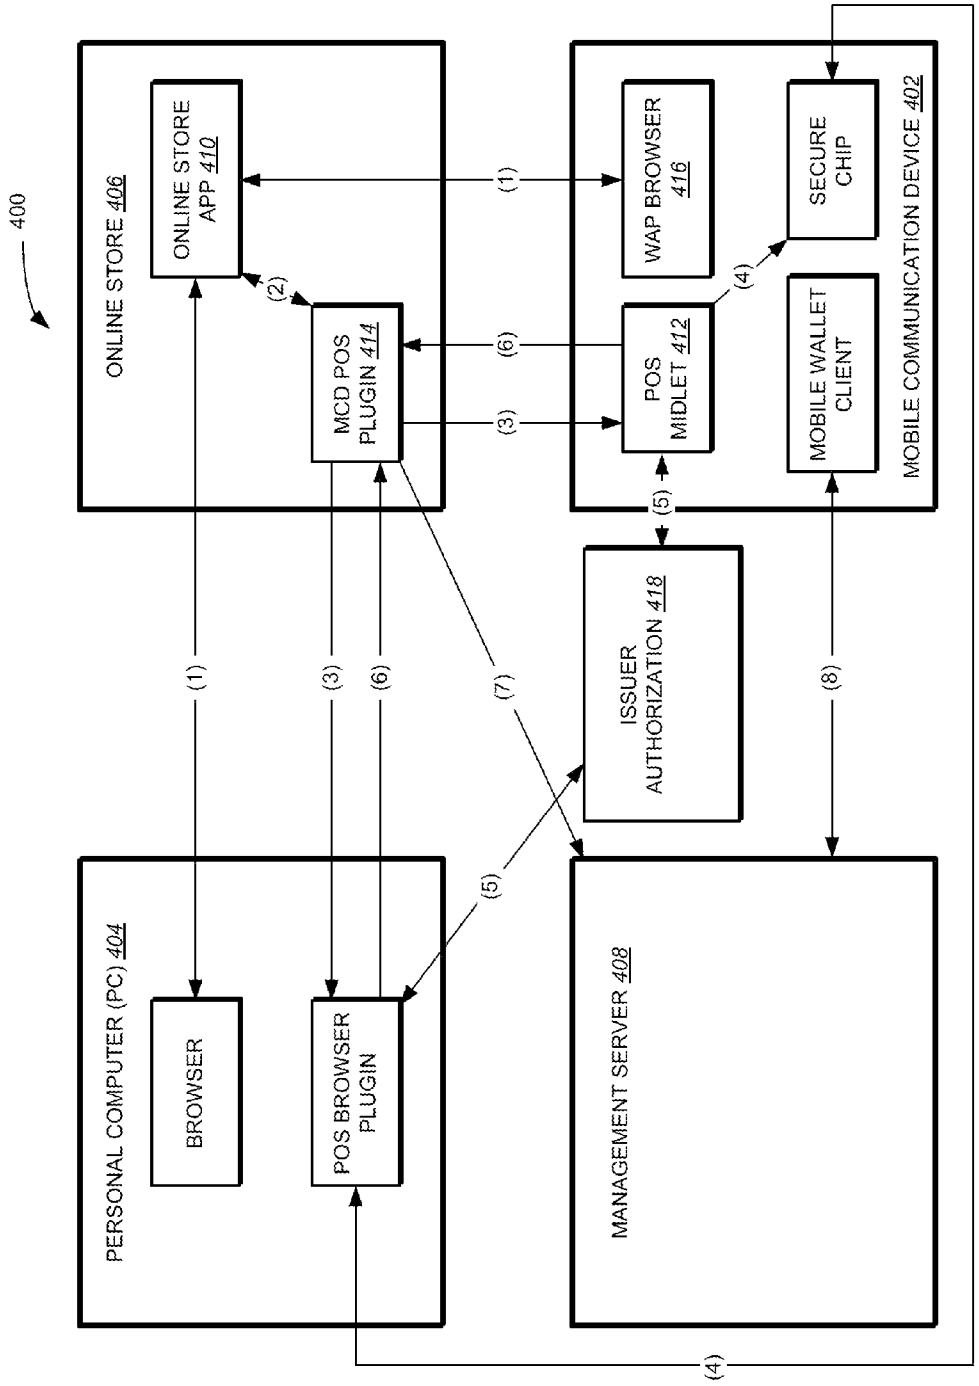 400
PERSONAL COMPUTER (PC) 404
BROWSER
POS BROWSER
PLUGIN
(1)
(3)
(6)
ONLINE STORE 406
ONLINE STORE
APP 410
(2)
MCD POS
PLUGIN 414
(4)
(5)
(7)
(6)
(3)
(1)
MANAGEMENT SERVER 408
ISSUER
AUTHORIZATION 418
(5)
(8)
POS
MIDLET 412
WAP BROWSER
416
(4)
MOBILE WALLET
CLIENT
SECURE
CHIP
MOBILE COMMUNICATION DEVICE 402